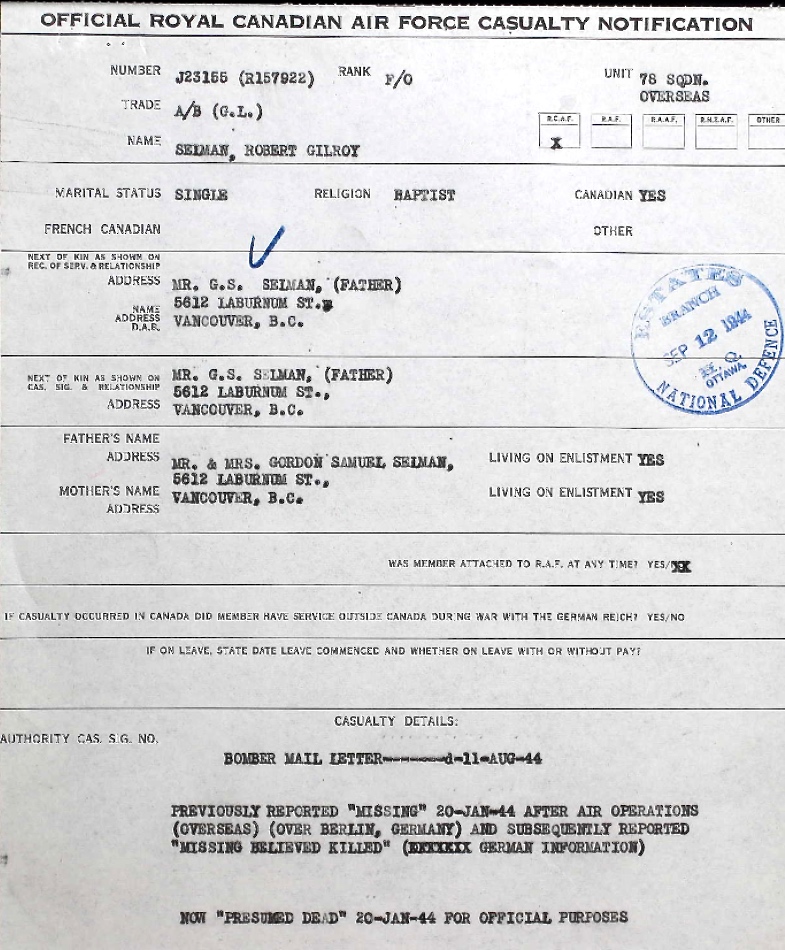 OFFICIAL ROYAL CANADIAN AIR FORCE CASUALTY NOTIFICATION
NUMBER J23155 (R157922) RANK F/O UNIT 78 SQDN.
OVERSEAS
TRADE A/B (G.L.)
R.C.A.F. R.A.F. R.A.A.F. R.N.Z.A.F. OTHER
X
NAME SELMAN, ROBERT GILROY
MARITAL STATUS SINGLE RELIGION BAPTIST CANADIAN YES
FRENCH CANADIAN OTHER
NEXT OF KIN AS SHOWN ON
REC. OF SERV. & RELATIONSHIP
ADDRESS MR. G.S. SELMAN, (FATHER)
NAME 5612 LABURNUM ST.,
ADDRESS VANCOUVER, B.C.
D.A.B.
ESTATES
BRANCH
SEP 12 1944
OTTAWA
NATIONAL DEFENCE
NEXT OF KIN AS SHOWN ON MR. G.S. SELMAN, (FATHER)
CAS. SIG. & RELATIONSHIP 5612 LABURNUM ST.,
ADDRESS VANCOUVER, B.C.
FATHER'S NAME
ADDRESS MR. & MRS. GORDON SAMUEL SELMAN, LIVING ON ENLISTMENT YES
5612 LABURNUM ST.,
MOTHER'S NAME VANCOUVER, B.C. LIVING ON ENLISTMENT YES
ADDRESS
WAS MEMBER ATTACHED TO R.A.F. AT ANY TIME? YES/XX
IF CASUALTY OCCURRED IN CANADA DID MEMBER HAVE SERVICE OUTSIDE CANADA DURING WAR WITH THE GERMAN REICH? YES/NO
IF ON LEAVE, STATE DATE LEAVE COMMENCED AND WHETHER ON LEAVE WITH OR WITHOUT PAY?
CASUALTY DETAILS:
AUTHORITY CAS. S.G. NO.
BOMBER MAIL LETTER-------d-11-AUG-44
PREVIOUSLY REPORTED "MISSING" 20-JAN-44 AFTER AIR OPERATIONS
(OVERSEAS) (OVER BERLIN, GERMANY) AND SUBSEQUENTLY REPORTED
"MISSING BELIEVED KILLED" ( GERMAN INFORMATION)
NOW "PRESUMED DEAD" 20-JAN-44 FOR OFFICIAL PURPOSES